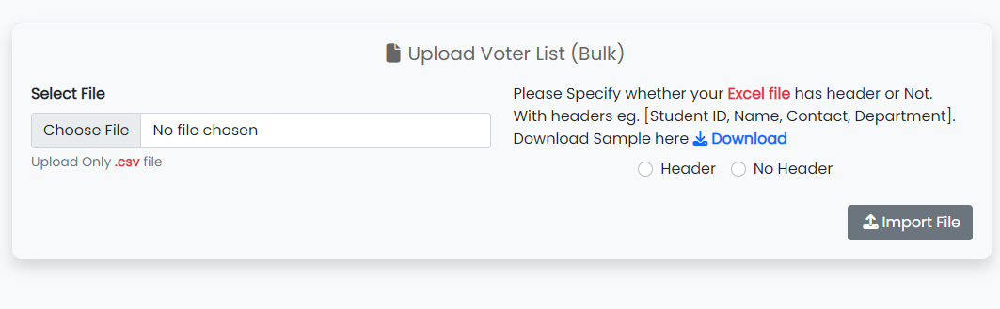 Upload Voter List (Bulk)
Select File
Choose File No file chosen
Upload Only .csv file
Please Specify whether your Excel file has header or Not.
With headers eg. [Student ID, Name, Contact, Department].
Download Sample here Download
Header No Header
Import File